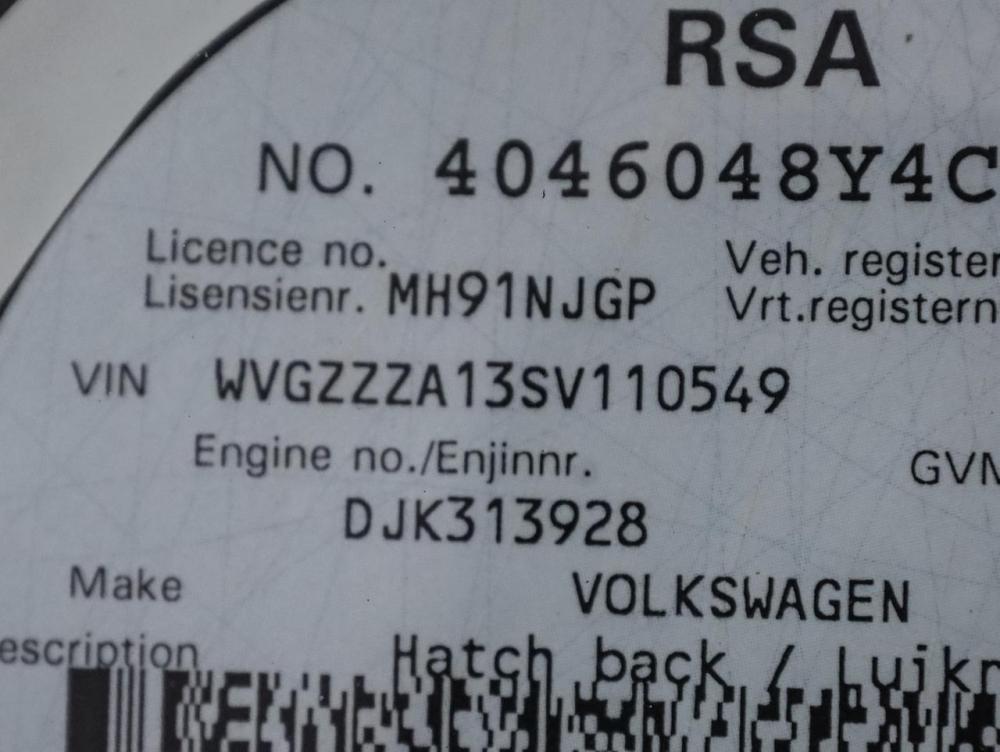 RSA
NO. 4046048Y4C
Licence no.
Lisensienr. MH91NJGP
Veh. register
Vrt.registern
VIN WVGZZZA13SV110549
Engine no./Enjinnr.
GVM
DJK313928
Make VOLKSWAGEN
escription Hatch back / Luikr